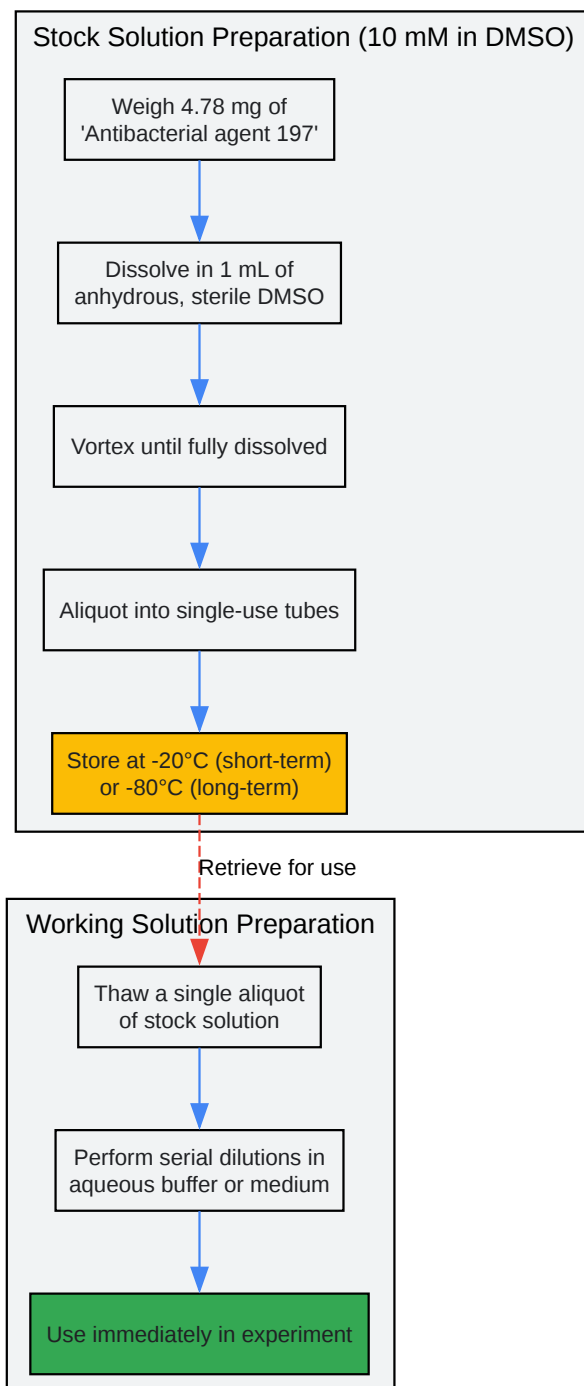 Stock Solution Preparation (10 mM in DMSO)
Weigh 4.78 mg of
'Antibacterial agent 197'
Dissolve in 1 mL of
anhydrous, sterile DMSO
Vortex until fully dissolved
Aliquot into single-use tubes
Store at -20°C (short-term)
or -80°C (long-term)
Retrieve for use
Working Solution Preparation
Thaw a single aliquot
of stock solution
Perform serial dilutions in
aqueous buffer or medium
Use immediately in experiment